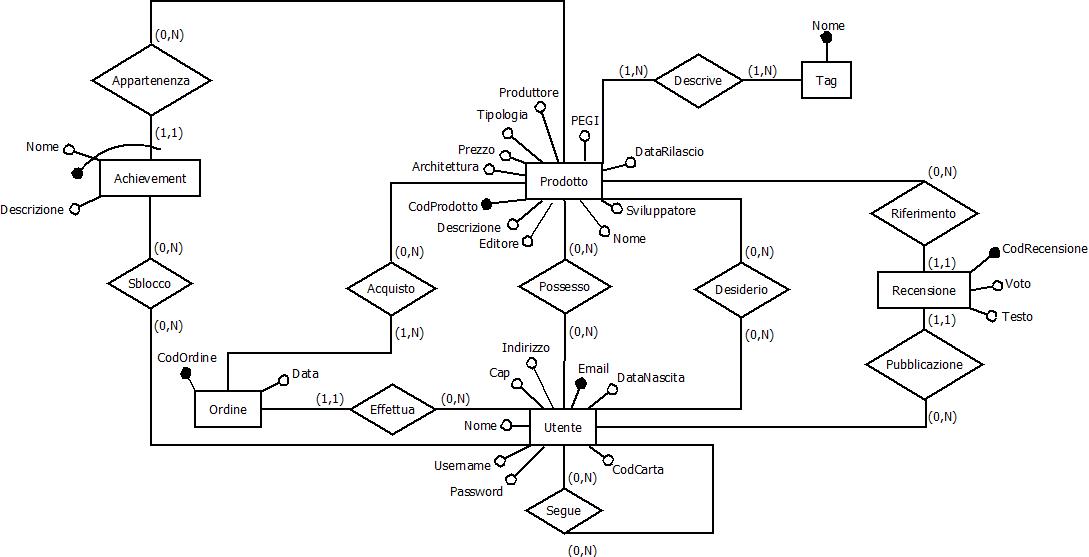 Nome
(0,N)
Appartenenza
(1,N)
Descrive
(1,N)
Tag
Produttore
Tipologia
PEGI
(1,1)
Nome
Prezzo
DataRilascio
Architettura
Achievement
Prodotto
(0,N)
CodProdotto
Sviluppatore
Riferimento
Descrizione
Descrizione
Editore
Nome
(0,N)
(0,N)
(0,N)
(0,N)
CodRecensione
(1,1)
Sblocco
Acquisto
Possesso
Desiderio
Recensione
Voto
Testo
(0,N)
(1,N)
(0,N)
(0,N)
(1,1)
CodOrdine
Indirizzo
Pubblicazione
Data
Cap
Email
DataNascita
Ordine
(1,1)
Effettua
(0,N)
Nome
Utente
(0,N)
Username
CodCarta
Password
(0,N)
Segue
(0,N)